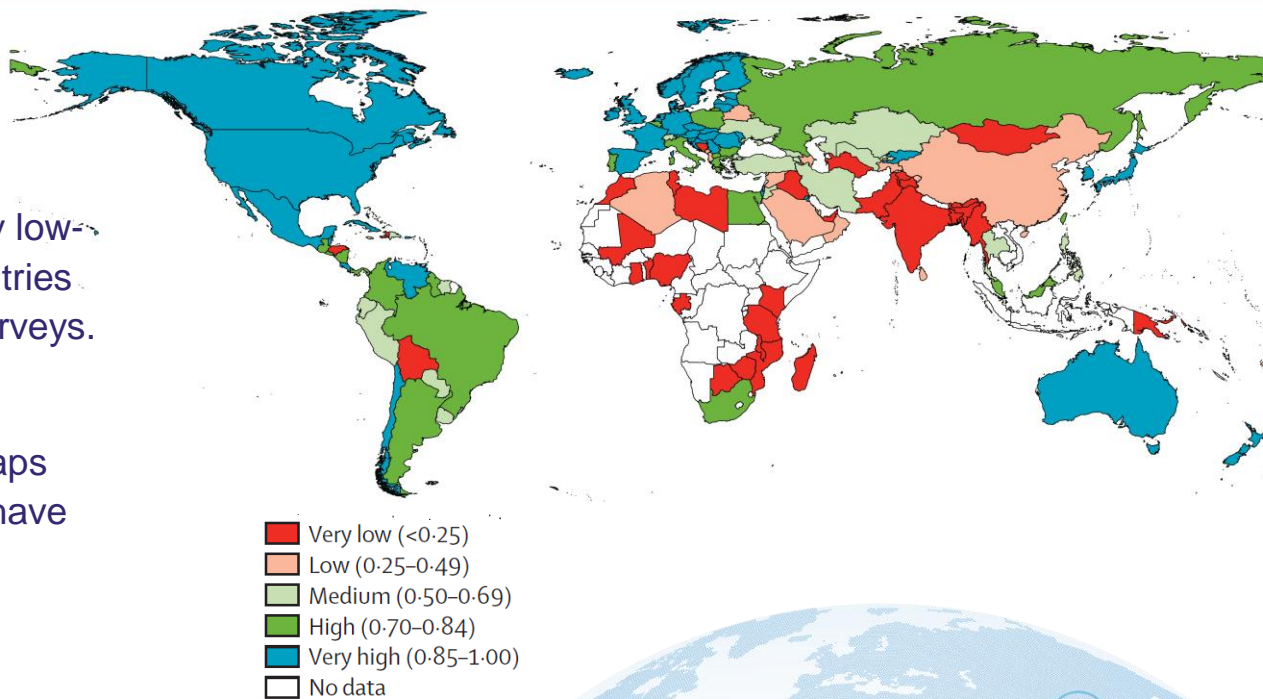 y low-
tries
urveys.
aps
have
Very low (<0·25)
Low (0·25–0·49)
Medium (0·50–0·69)
High (0·70–0·84)
Very high (0·85–1·00)
No data